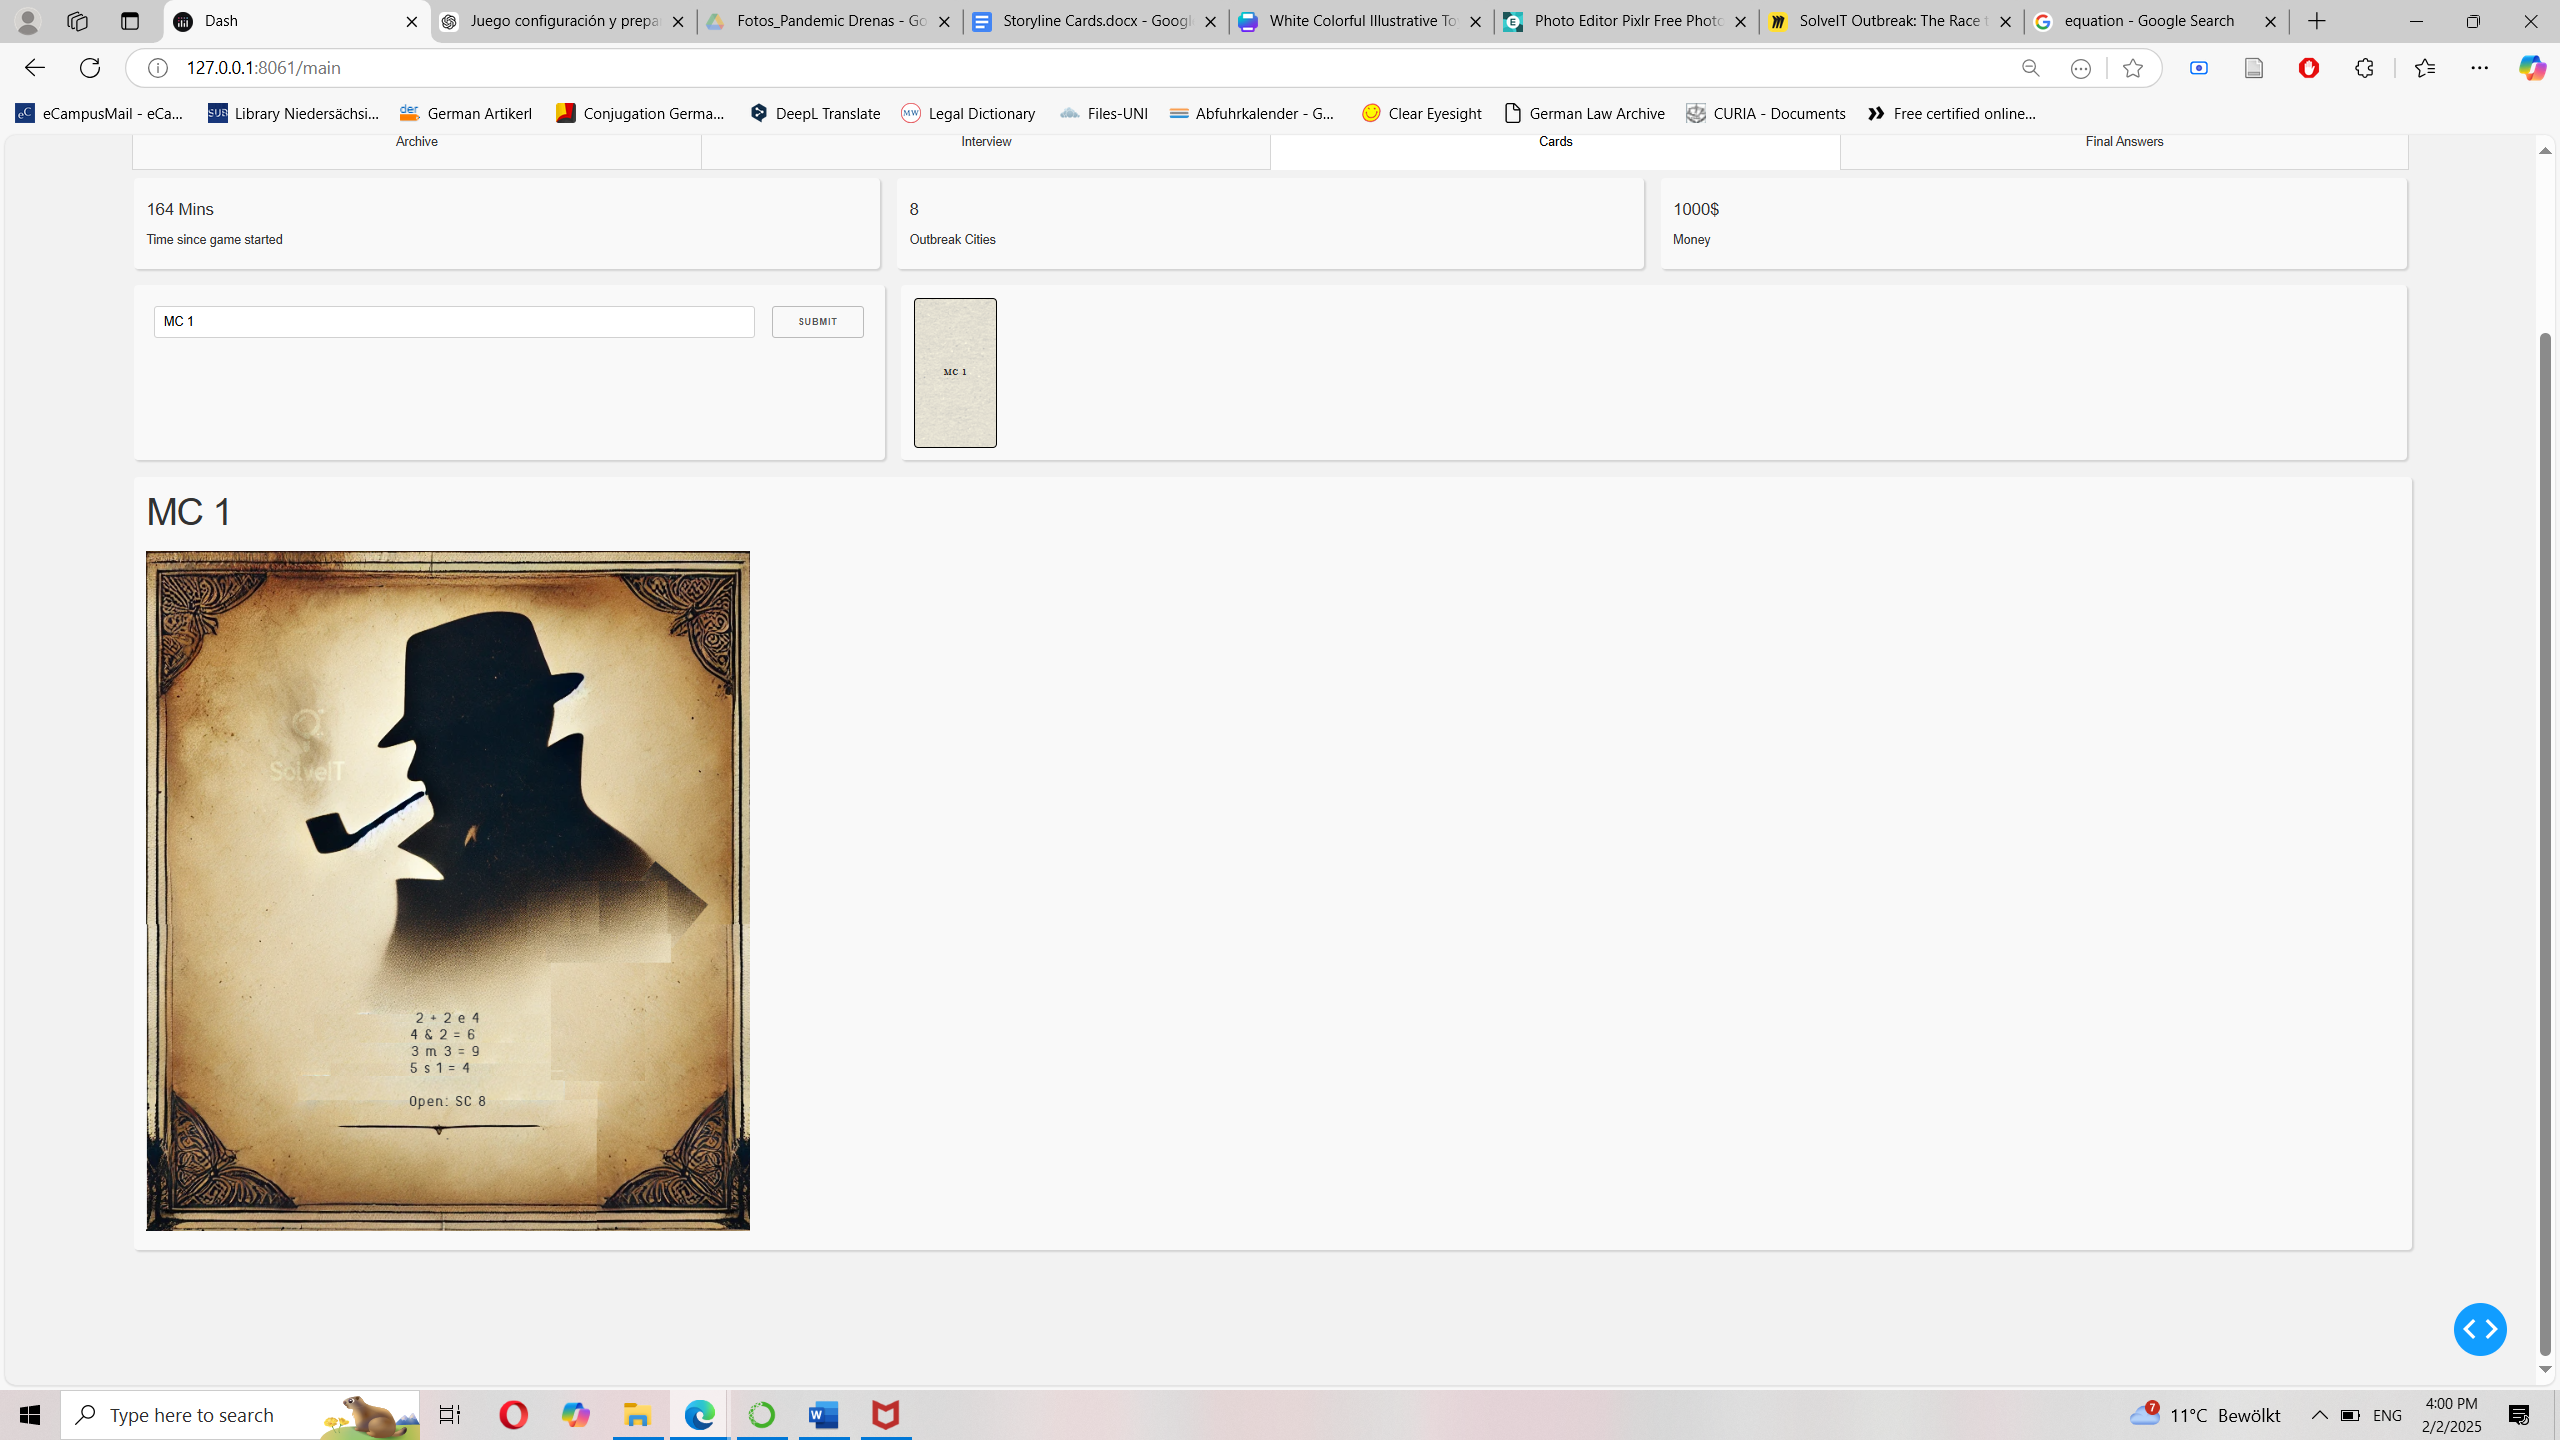 Dash
Juego configuración y prepa
Fotos_Pandemic Drenas - Go
Storyline Cards.docx - Googl
White Colorful Illustrative To
Photo Editor Pixlr Free Photo
SolveIT Outbreak: The Race t
equation - Google Search
127.0.0.1:8061/main
eCampusMail - eCa...
Library Niedersächsi...
German Artikerl
Conjugation Germa...
DeepL Translate
Legal Dictionary
Files-UNI
Abfuhrkalender - G...
Clear Eyesight
German Law Archive
CURIA - Documents
Free certified online...
Archive
Interview
Cards
Final Answers
164 Mins
Time since game started
8
Outbreak Cities
1000$
Money
MC 1
SUBMIT
MC 1
MC 1
SolveIT
2 + 2 e 4
4 & 2 = 6
3 m 3 = 9
5 s 1 = 4
Open: SC 8
Type here to search
7
11°C Bewölkt
ENG
4:00 PM
2/2/2025